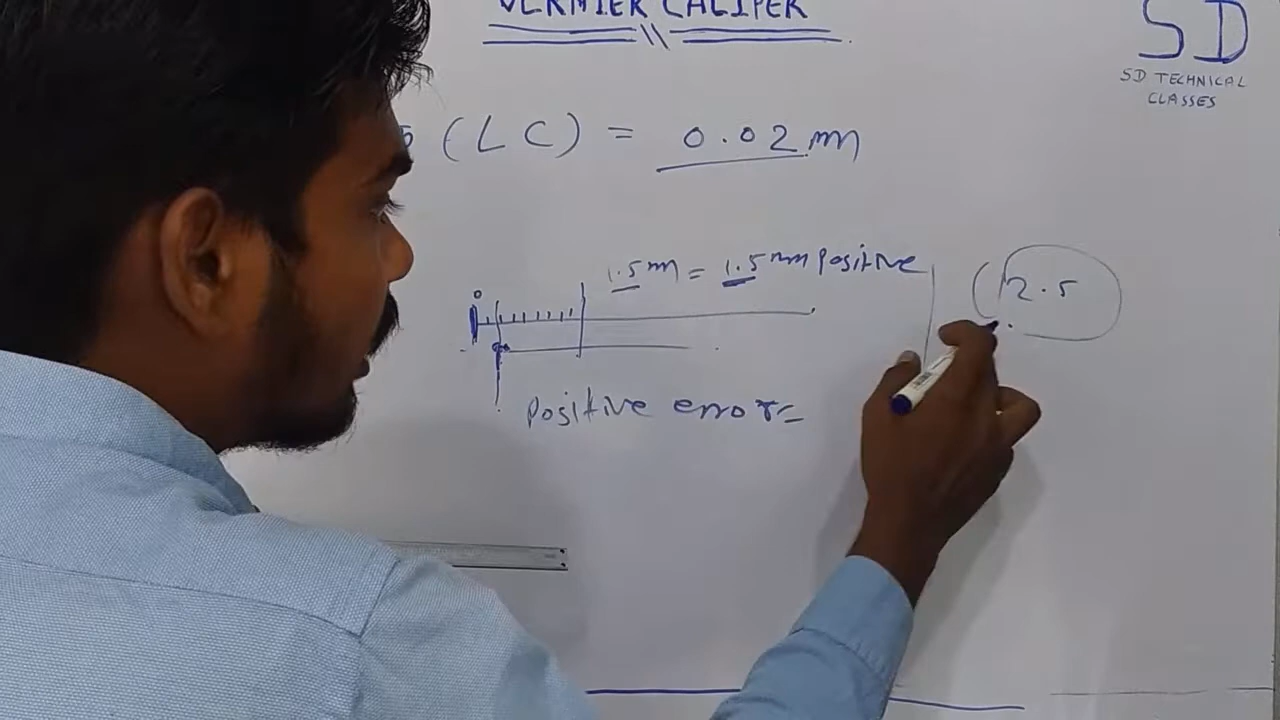 VERNIER CALIPER
SD
SD TECHNICAL
CLASSES
(LC) = 0.02 mm
1.5 m = 1.5 mm positive
2.5
0
positive error =